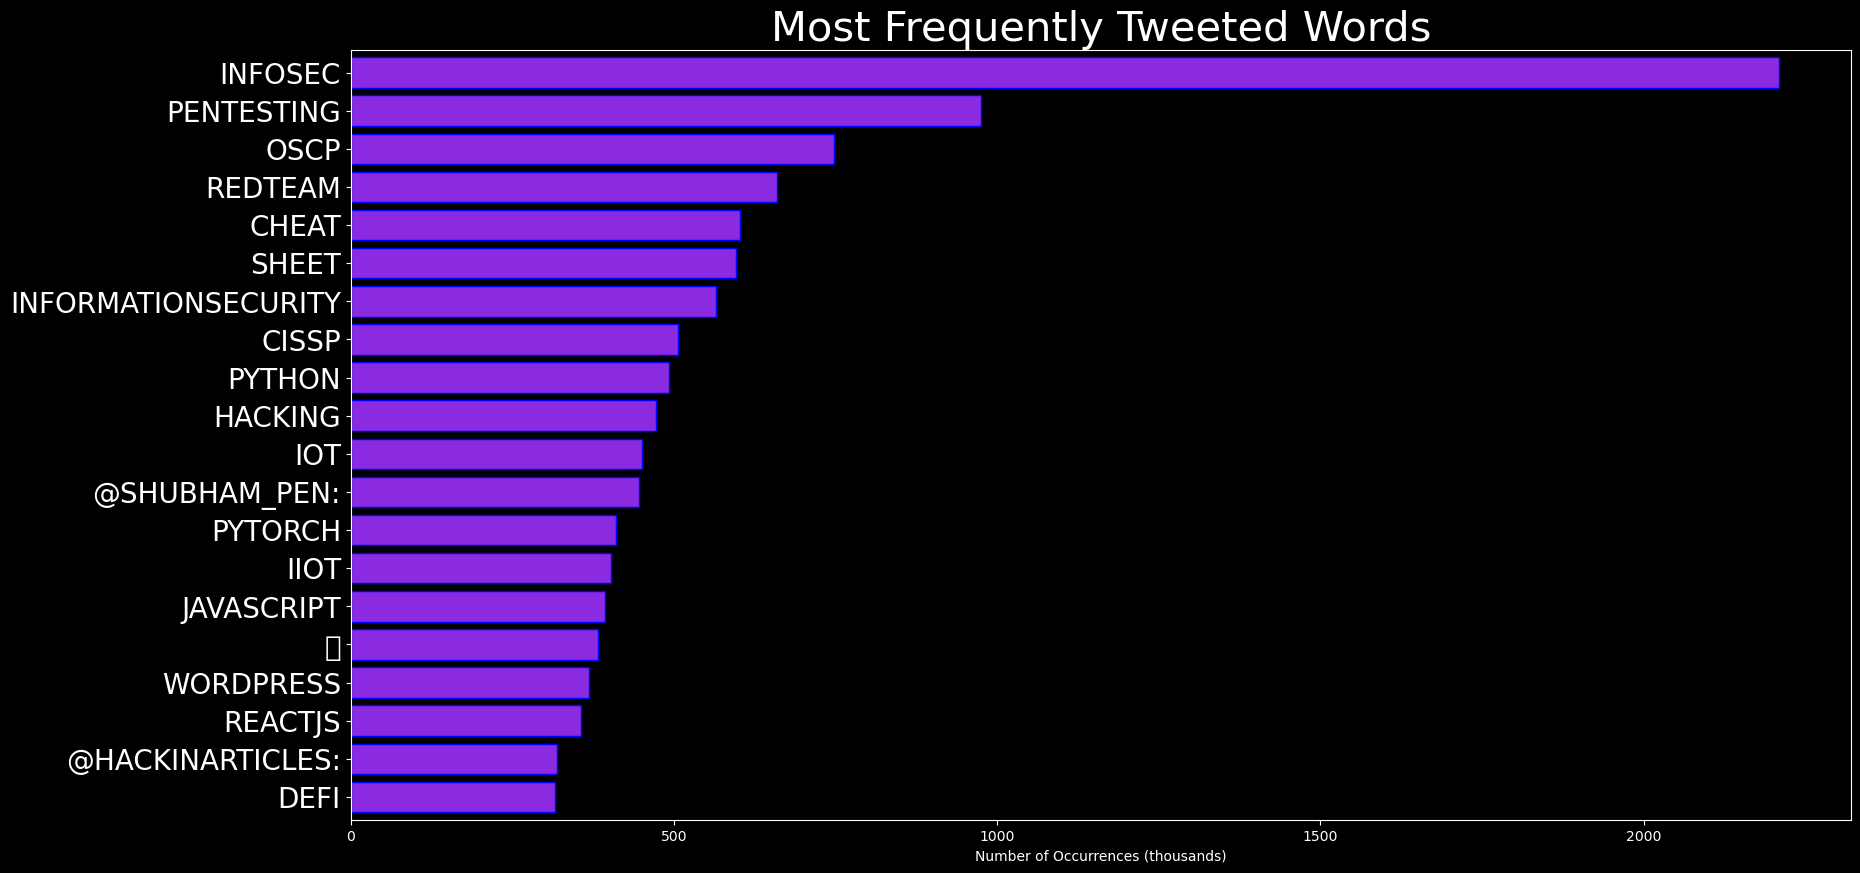 Most Frequently Tweeted Words
INFOSEC
PENTESTING
OSCP
REDTEAM
CHEAT
SHEET
INFORMATIONSECURITY
CISSP
PYTHON
HACKING
IOT
@SHUBHAM_PEN:
PYTORCH
IIOT
JAVASCRIPT
WORDPRESS
REACTJS
@HACKINARTICLES:
DEFI
0 500 1000 1500 2000
Number of Occurrences (thousands)